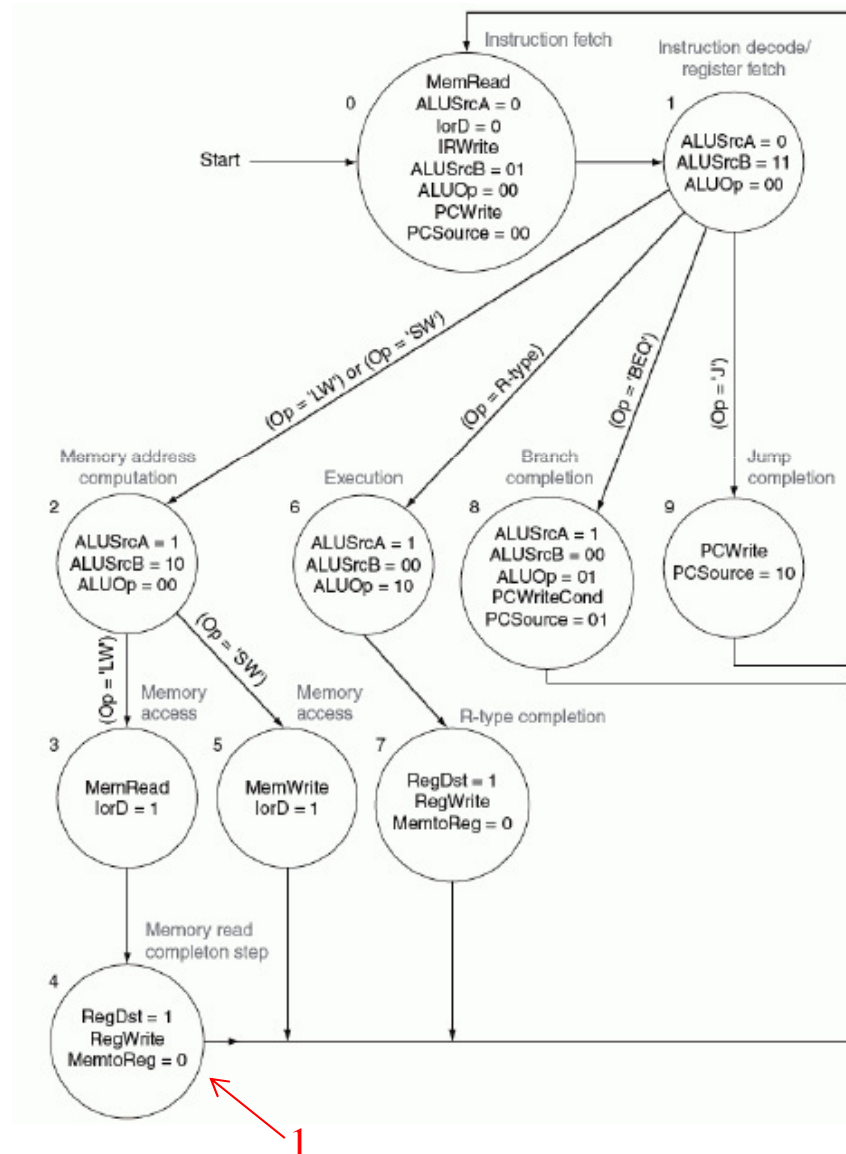 Instruction fetch
0
MemRead
ALUSrcA = 0
IorD = 0
IRWrite
ALUSrcB = 01
ALUOp = 00
PCWrite
PCSource = 00
Start
Instruction decode/
register fetch
1
ALUSrcA = 0
ALUSrcB = 11
ALUOp = 00
(Op = 'LW') or (Op = 'SW')
(Op = R-type)
(Op = 'BEQ')
(Op = 'J')
Memory address
computation
2
ALUSrcA = 1
ALUSrcB = 10
ALUOp = 00
Execution
6
ALUSrcA = 1
ALUSrcB = 00
ALUOp = 10
Branch
completion
8
ALUSrcA = 1
ALUSrcB = 00
ALUOp = 01
PCWriteCond
PCSource = 01
Jump
completion
9
PCWrite
PCSource = 10
(Op = 'LW')
(Op = 'SW')
Memory
access
3
MemRead
IorD = 1
Memory
access
5
MemWrite
IorD = 1
R-type completion
7
RegDst = 1
RegWrite
MemtoReg = 0
Memory read
completon step
4
RegDst = 1
RegWrite
MemtoReg = 0
1